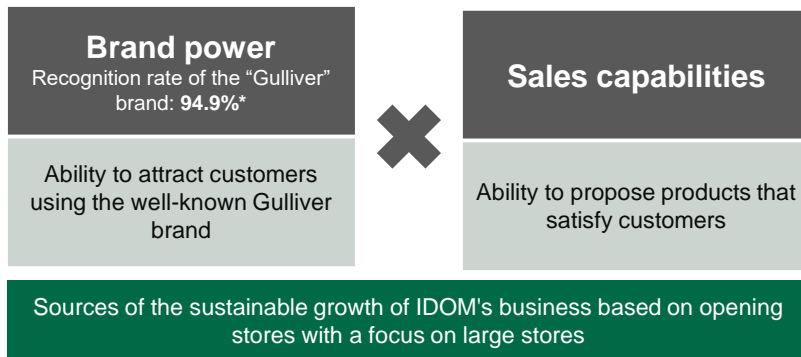 Brand power
Recognition rate of the “Gulliver”
brand: 94.9%*
Ability to attract customers
using the well-known Gulliver
brand
Sales capabilities
Ability to propose products that
satisfy customers
Sources of the sustainable growth of IDOM's business based on opening
stores with a focus on large stores